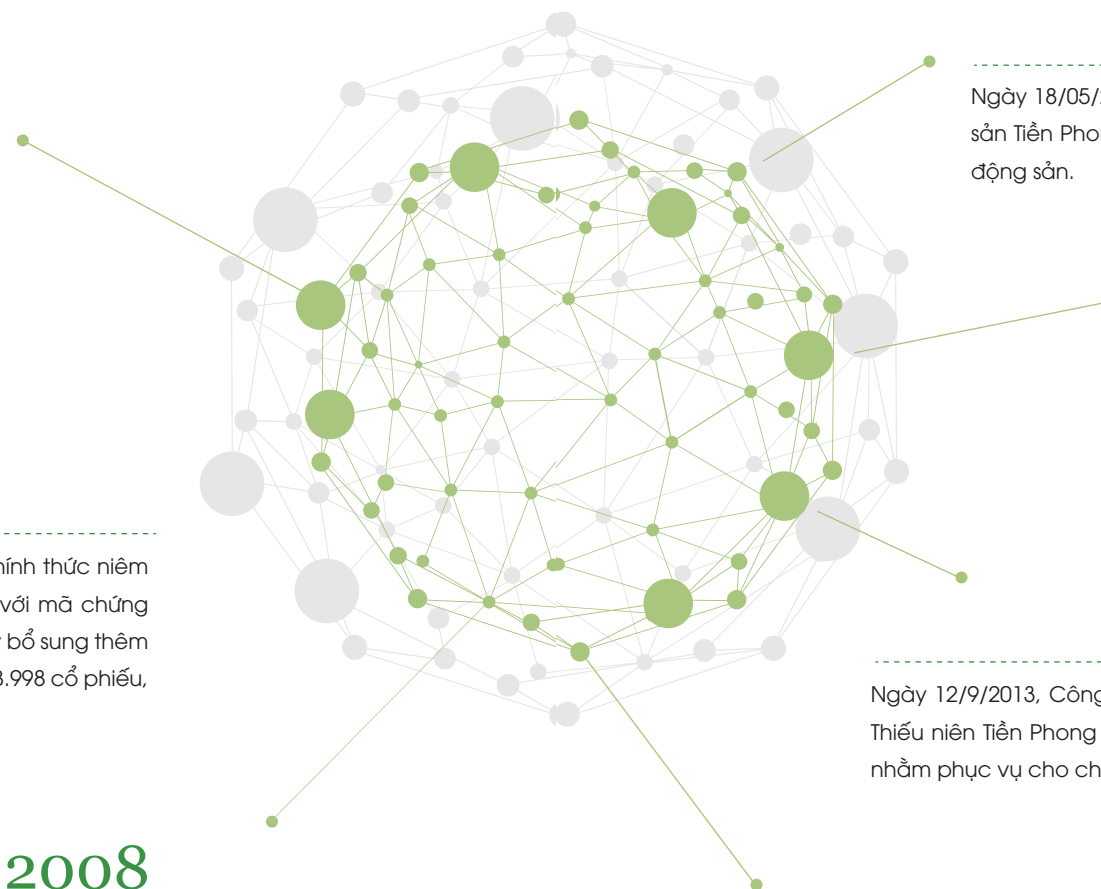 Ngày 18/05/
sản Tiền Phon
động sản.
hính thức niêm
với mã chứng
bổ sung thêm
.998 cổ phiếu,
Ngày 12/9/2013, Công
Thiếu niên Tiền Phong
nhằm phục vụ cho ch
2008